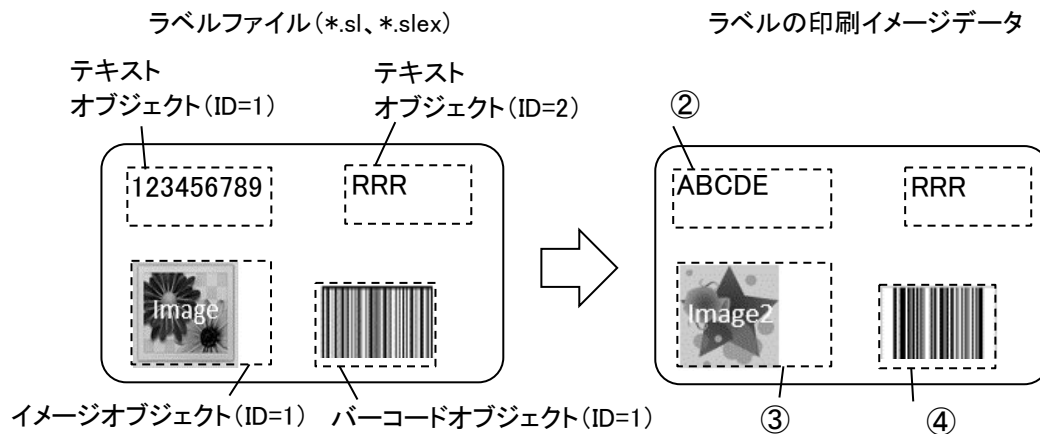 ラベルファイル(*.sl、*.slex)
ラベルの印刷イメージデータ
テキスト
オブジェクト(ID=1)
テキスト
オブジェクト(ID=2)
②
123456789
RRR
ABCDE
RRR
Image
Image2
イメージオブジェクト(ID=1)
バーコードオブジェクト(ID=1)
③
④